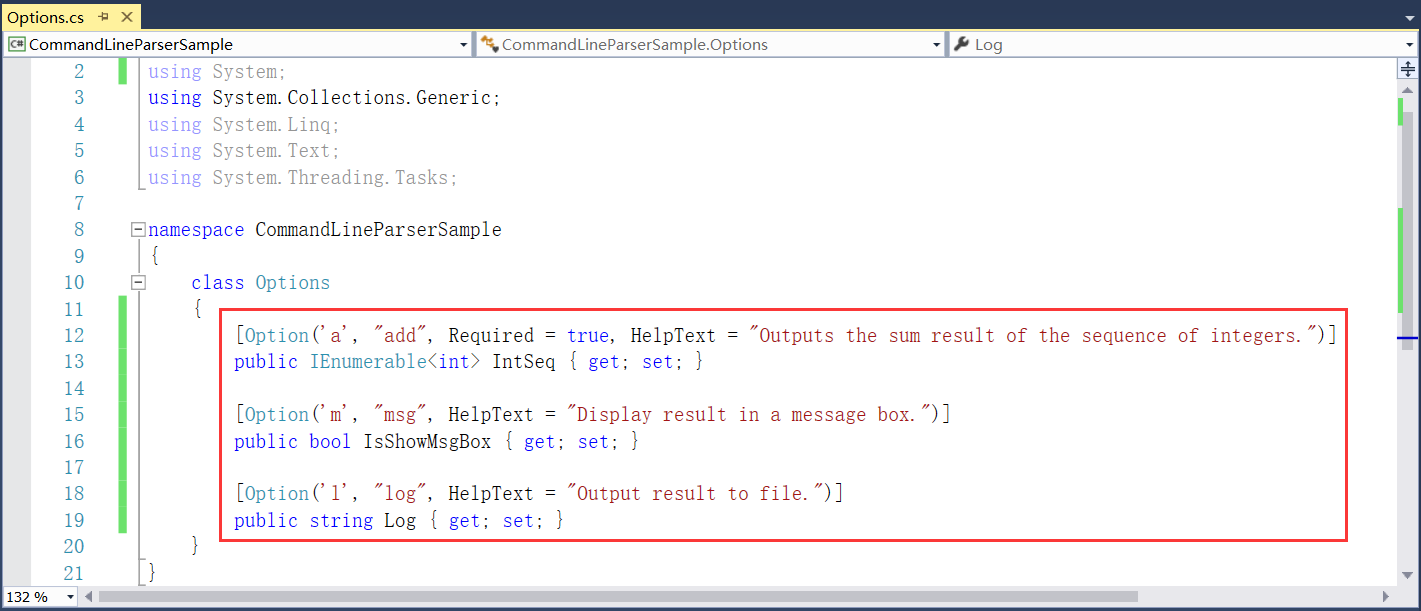 Options.cs
C# CommandLineParserSample CommandLineParserSample.Options Log
2 using System;
3 using System.Collections.Generic;
4 using System.Linq;
5 using System.Text;
6 using System.Threading.Tasks;
7
8 namespace CommandLineParserSample
9 {
10 class Options
11 {
12 [Option('a', "add", Required = true, HelpText = "Outputs the sum result of the sequence of integers.")]
13 public IEnumerable<int> IntSeq { get; set; }
14
15 [Option('m', "msg", HelpText = "Display result in a message box.")]
16 public bool IsShowMsgBox { get; set; }
17
18 [Option('l', "log", HelpText = "Output result to file.")]
19 public string Log { get; set; }
20 }
21 }
132 %